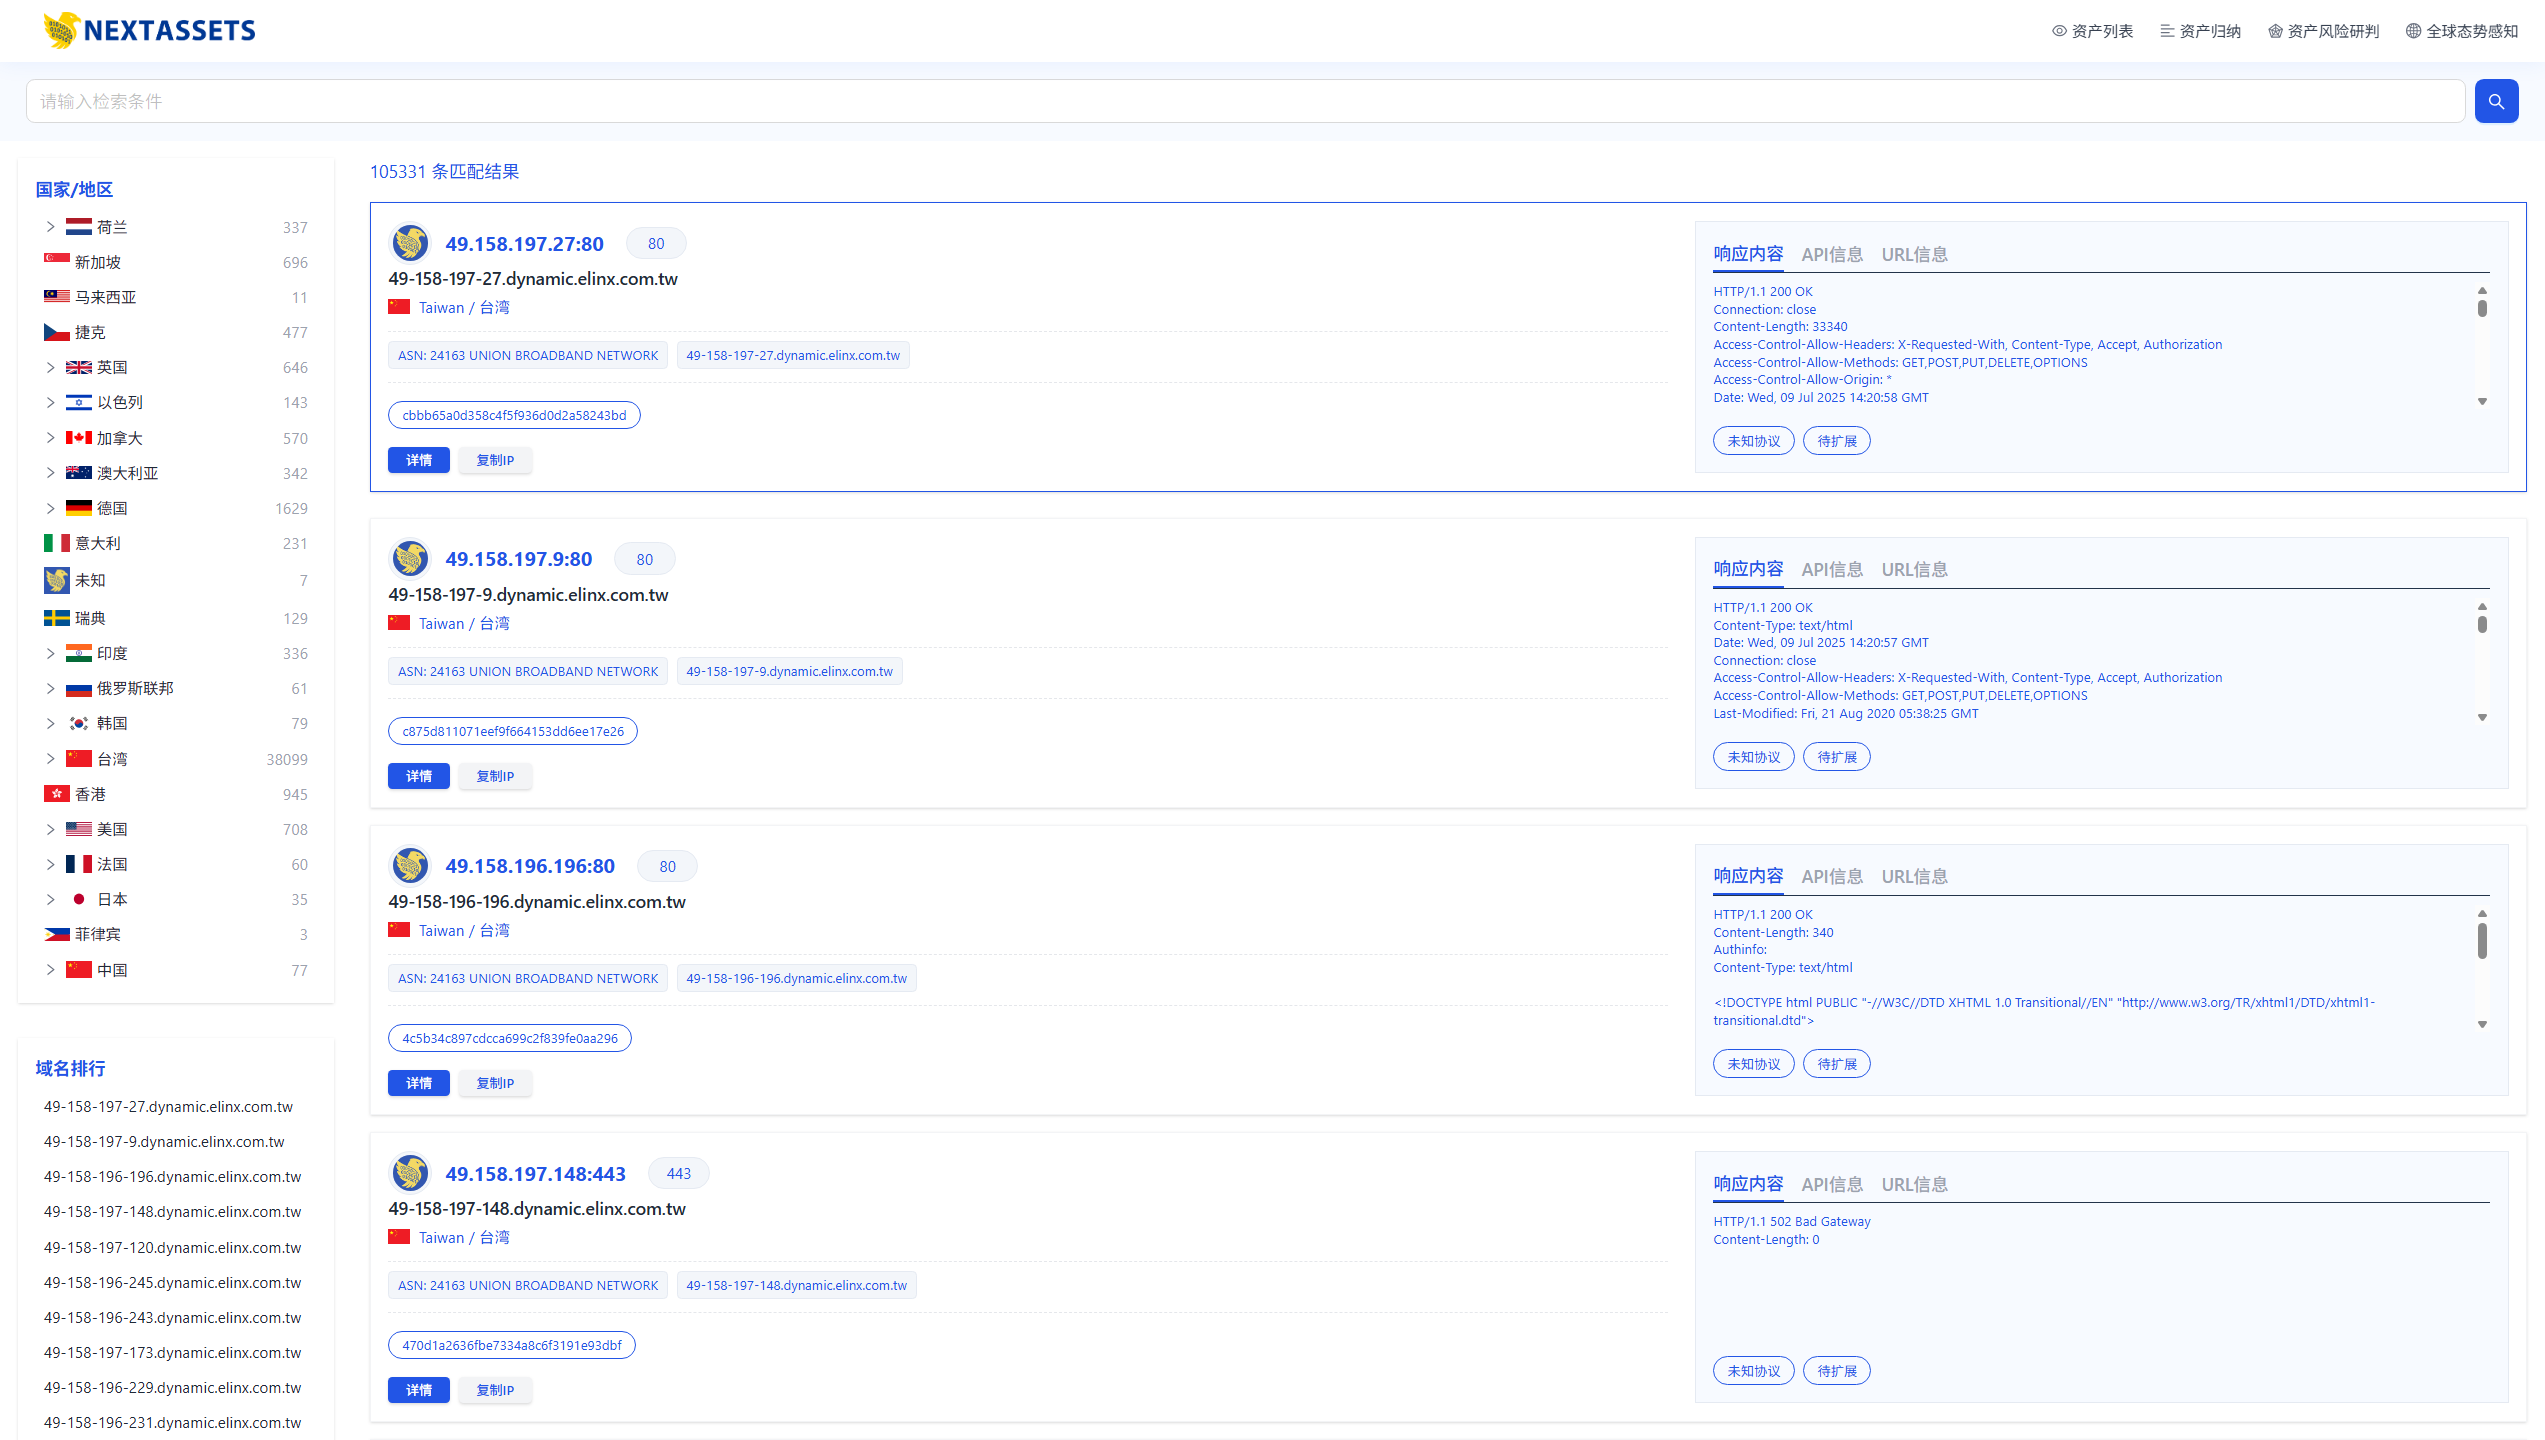 NEXTASSETS
资产列表
资产归纳
资产风险研判
全球态势感知
请输入检索条件
国家/地区
荷兰 337
新加坡 696
马来西亚 11
捷克 477
英国 646
以色列 143
加拿大 570
澳大利亚 342
德国 1629
意大利 231
未知 7
瑞典 129
印度 336
俄罗斯联邦 61
韩国 79
台湾 38099
香港 945
美国 708
法国 60
日本 35
菲律宾 3
中国 77
域名排行
49-158-197-27.dynamic.elinx.com.tw
49-158-197-9.dynamic.elinx.com.tw
49-158-196-196.dynamic.elinx.com.tw
49-158-197-148.dynamic.elinx.com.tw
49-158-197-120.dynamic.elinx.com.tw
49-158-196-245.dynamic.elinx.com.tw
49-158-196-243.dynamic.elinx.com.tw
49-158-197-173.dynamic.elinx.com.tw
49-158-196-229.dynamic.elinx.com.tw
49-158-196-231.dynamic.elinx.com.tw
105331 条匹配结果
49.158.197.27:80 80
49-158-197-27.dynamic.elinx.com.tw
Taiwan / 台湾
ASN: 24163 UNION BROADBAND NETWORK 49-158-197-27.dynamic.elinx.com.tw
cbbb65a0d358c4f5f936d0d2a58243bd
详情 复制IP
响应内容 API信息 URL信息
HTTP/1.1 200 OK
Connection: close
Content-Length: 33340
Access-Control-Allow-Headers: X-Requested-With, Content-Type, Accept, Authorization
Access-Control-Allow-Methods: GET,POST,PUT,DELETE,OPTIONS
Access-Control-Allow-Origin: *
Date: Wed, 09 Jul 2025 14:20:58 GMT
未知协议 待扩展
49.158.197.9:80 80
49-158-197-9.dynamic.elinx.com.tw
Taiwan / 台湾
ASN: 24163 UNION BROADBAND NETWORK 49-158-197-9.dynamic.elinx.com.tw
c875d811071eef9f664153dd6ee17e26
详情 复制IP
响应内容 API信息 URL信息
HTTP/1.1 200 OK
Content-Type: text/html
Date: Wed, 09 Jul 2025 14:20:57 GMT
Connection: close
Access-Control-Allow-Headers: X-Requested-With, Content-Type, Accept, Authorization
Access-Control-Allow-Methods: GET,POST,PUT,DELETE,OPTIONS
Last-Modified: Fri, 21 Aug 2020 05:38:25 GMT
未知协议 待扩展
49.158.196.196:80 80
49-158-196-196.dynamic.elinx.com.tw
Taiwan / 台湾
ASN: 24163 UNION BROADBAND NETWORK 49-158-196-196.dynamic.elinx.com.tw
4c5b34c897cdcca699c2f839fe0aa296
详情 复制IP
响应内容 API信息 URL信息
HTTP/1.1 200 OK
Content-Length: 340
Authinfo:
Content-Type: text/html
<!DOCTYPE html PUBLIC "-//W3C//DTD XHTML 1.0 Transitional//EN" "http://www.w3.org/TR/xhtml1/DTD/xhtml1-
transitional.dtd">
未知协议 待扩展
49.158.197.148:443 443
49-158-197-148.dynamic.elinx.com.tw
Taiwan / 台湾
ASN: 24163 UNION BROADBAND NETWORK 49-158-197-148.dynamic.elinx.com.tw
470d1a2636fbe7334a8c6f3191e93dbf
详情 复制IP
响应内容 API信息 URL信息
HTTP/1.1 502 Bad Gateway
Content-Length: 0
未知协议 待扩展